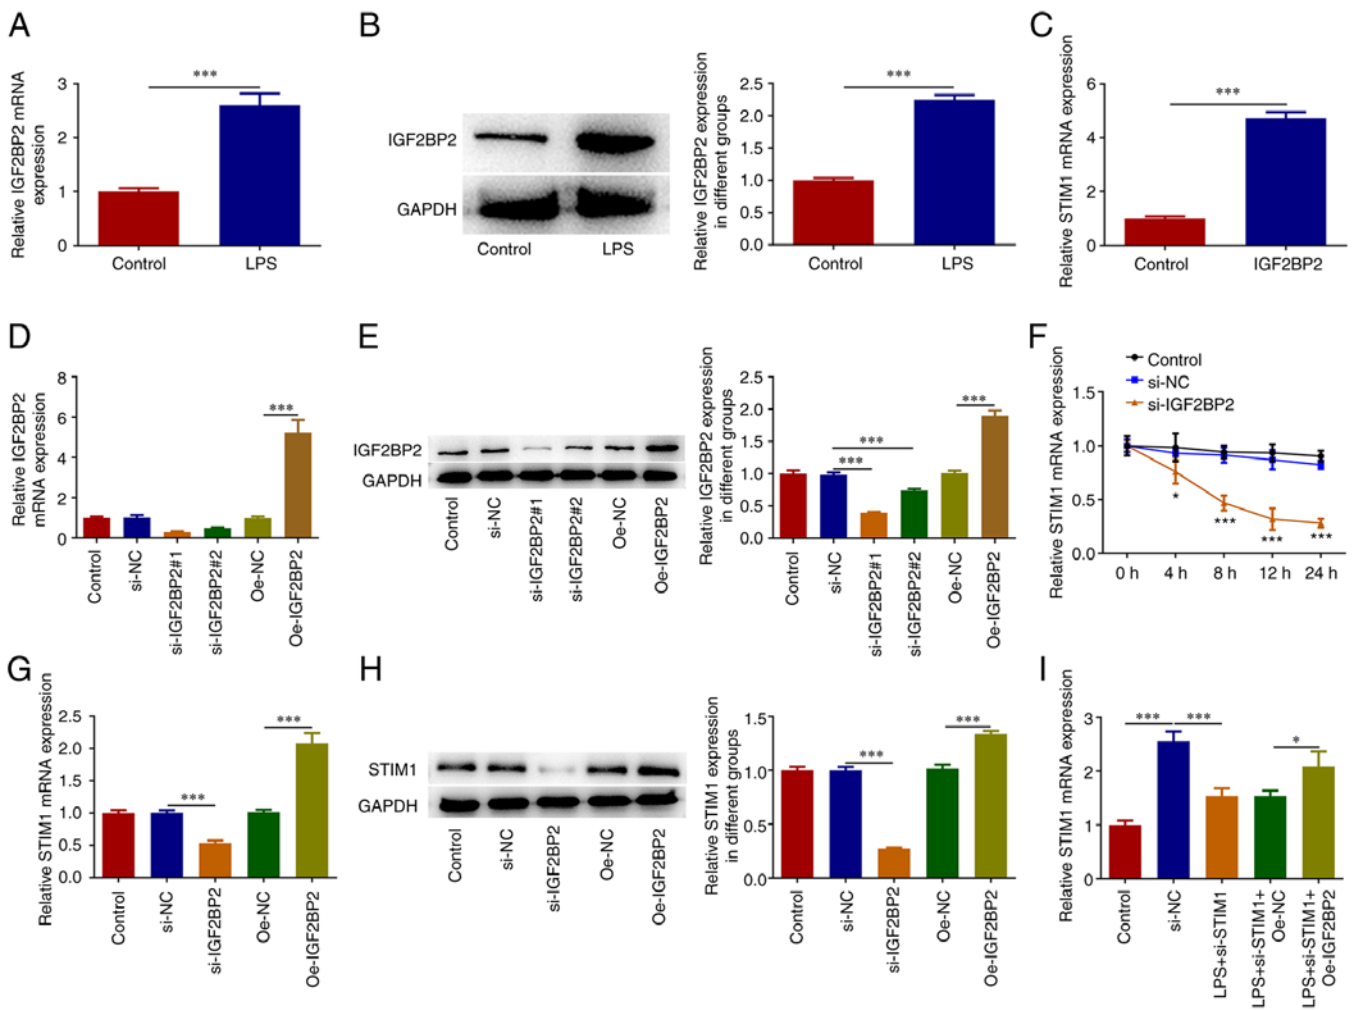 A
Relative IGF2BP2 mRNA
expression
3
2
1
0
***
Control
LPS
B
IGF2BP2
GAPDH
Control
LPS
Relative IGF2BP2 expression
in different groups
2.5
2.0
1.5
1.0
0.5
0.0
***
Control
LPS
C
Relative STIM1 mRNA expression
6
4
2
0
***
Control
IGF2BP2
D
Relative IGF2BP2
mRNA expression
8
6
4
2
0
***
Control
si-NC
si-IGF2BP2#1
si-IGF2BP2#2
Oe-NC
Oe-IGF2BP2
E
IGF2BP2
GAPDH
Control
si-NC
si-IGF2BP2#1
si-IGF2BP2#2
Oe-NC
Oe-IGF2BP2
Relative IGF2BP2 expression
in different groups
2.5
2.0
1.5
1.0
0.5
0.0
***
***
***
Control
si-NC
si-IGF2BP2#1
si-IGF2BP2#2
Oe-NC
Oe-IGF2BP2
F
Control
si-NC
si-IGF2BP2
Relative STIM1 mRNA expression
1.5
1.0
0.5
0.0
*
***
***
***
0 h
4 h
8 h
12 h
24 h
G
Relative STIM1 mRNA expression
2.5
2.0
1.5
1.0
0.5
0.0
***
***
Control
si-NC
si-IGF2BP2
Oe-NC
Oe-IGF2BP2
H
STIM1
GAPDH
Control
si-NC
si-IGF2BP2
Oe-NC
Oe-IGF2BP2
Relative STIM1 expression
in different groups
1.5
1.0
0.5
0
***
***
Control
si-NC
si-IGF2BP2
Oe-NC
Oe-IGF2BP2
I
Relative STIM1 mRNA expression
3
2
1
0
***
***
*
Control
si-NC
LPS+si-STIM1
LPS+si-STIM1+
Oe-NC
LPS+si-STIM1+
Oe-IGF2BP2